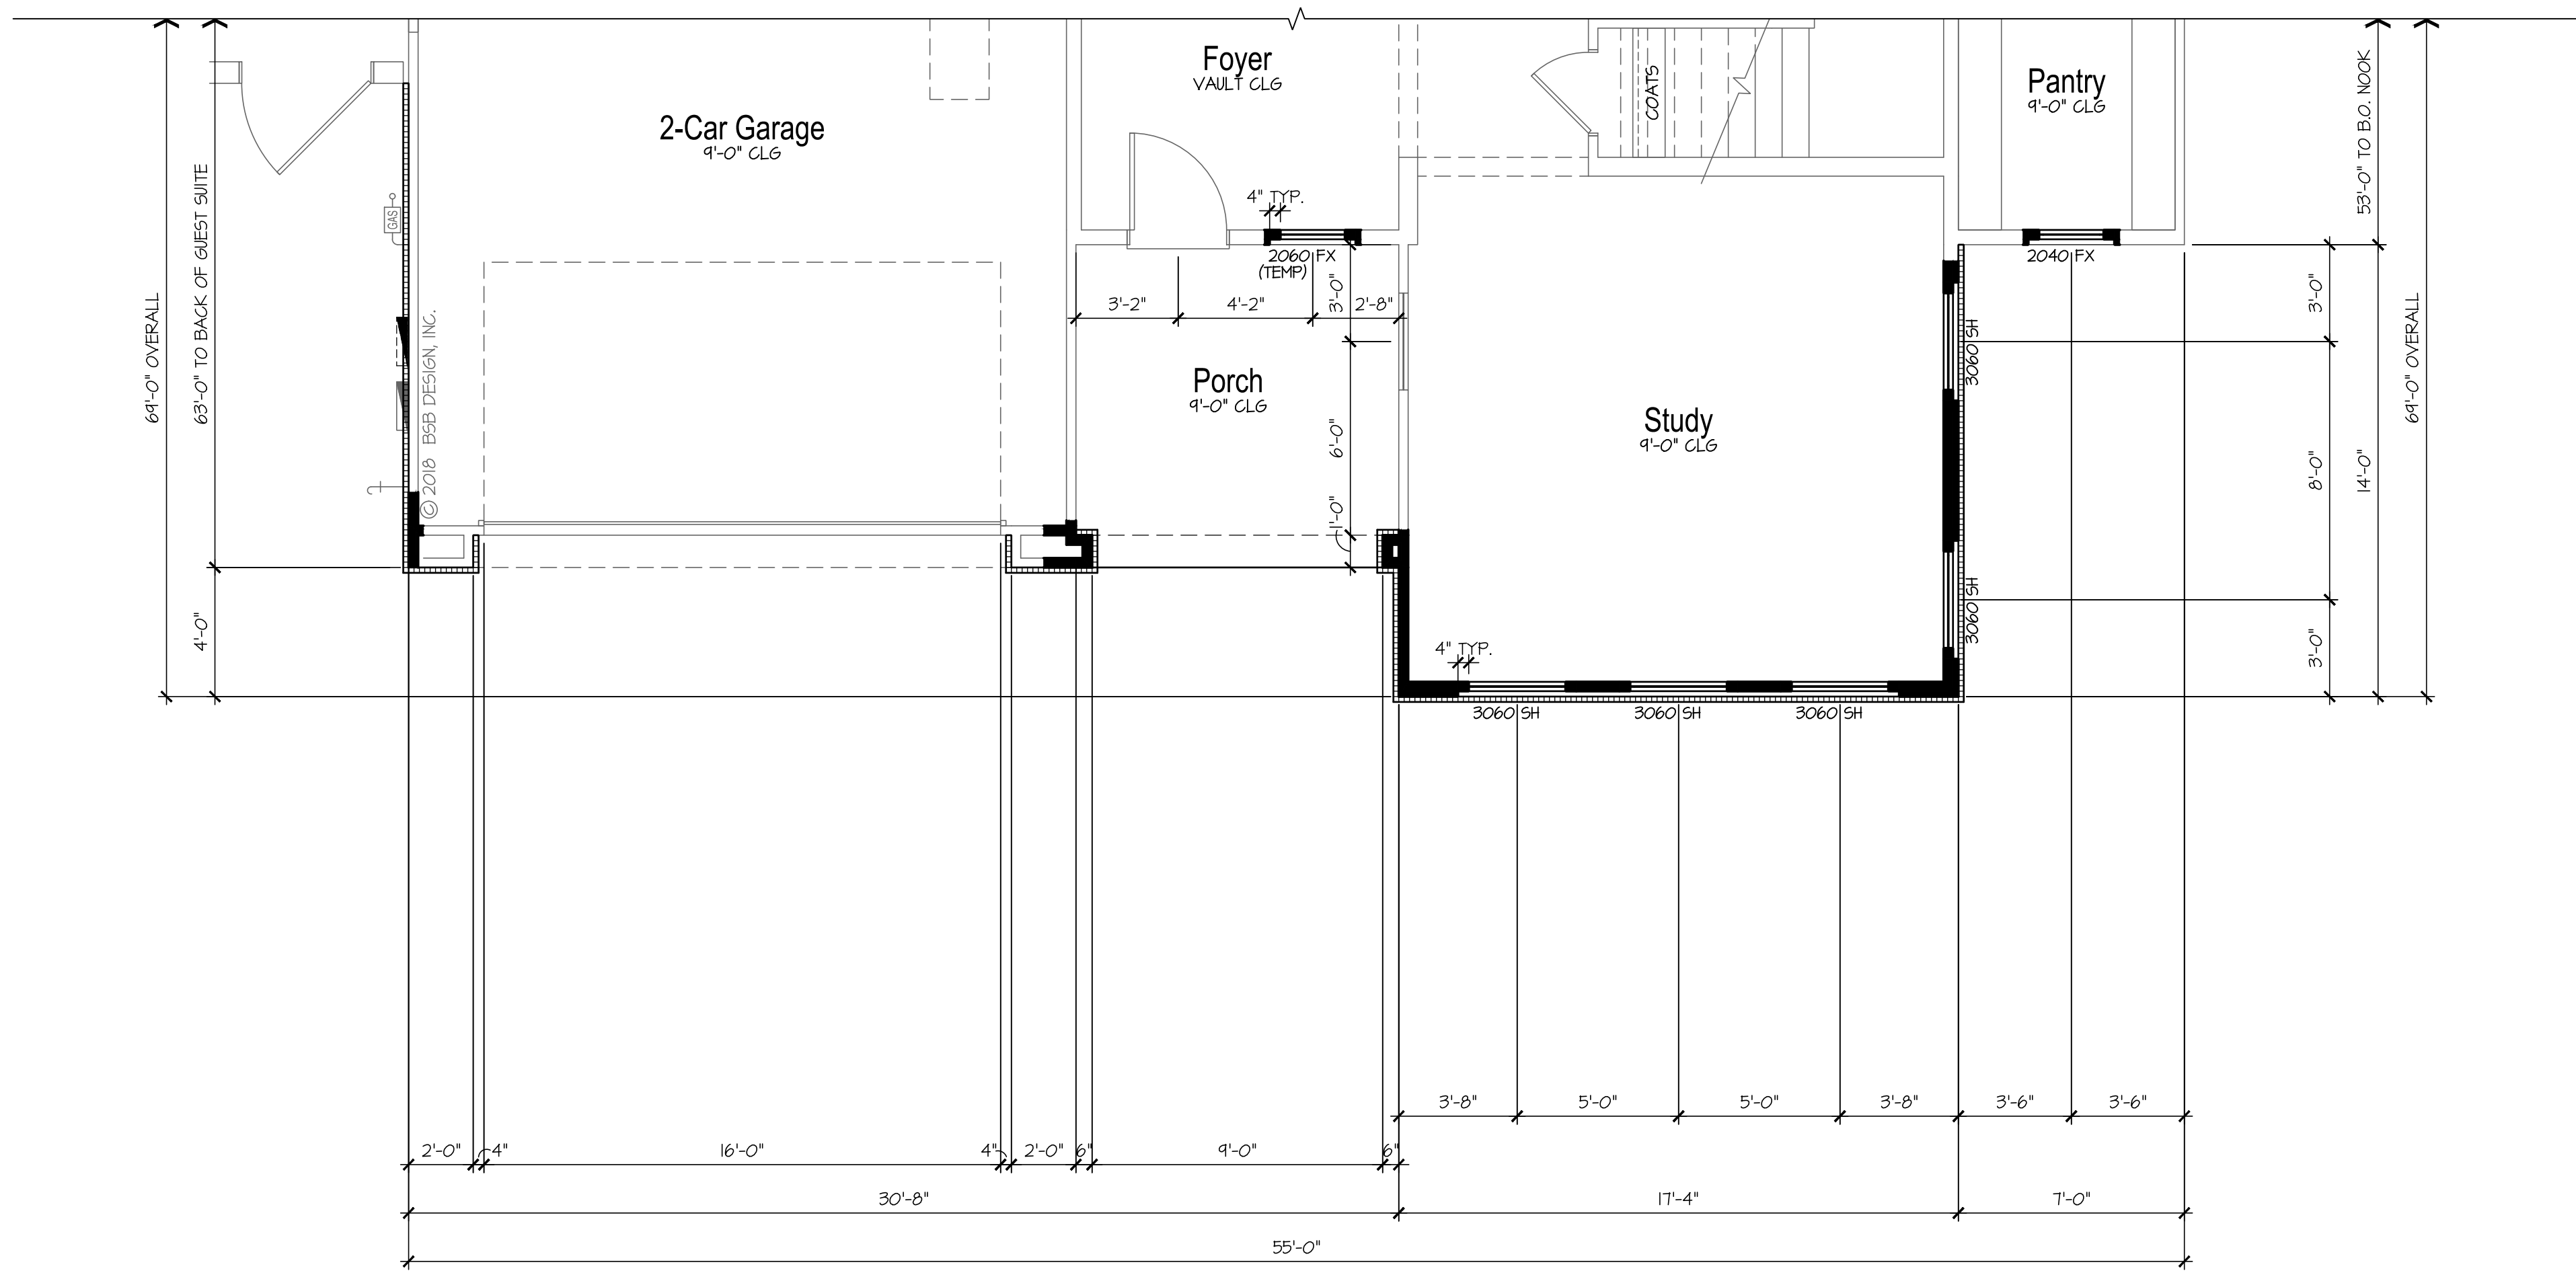 Foyer
VAULT CLG
2-Car Garage
9'-0" CLG
COATS
Pantry
9'-0" CLG
53'-0" TO B.O. NOOK
GAS
63'-0" TO BACK OF GUEST SUITE
69'-0" OVERALL
© 2018 BSB DESIGN, INC.
4" TYP.
2060 FX
(TEMP)
2040 FX
3'-2"
4'-2"
3'-0"
2'-8"
Porch
9'-0" CLG
6'-0"
1'-0"
Study
9'-0" CLG
3060 SH
3060 SH
3'-0"
8'-0"
3'-0"
14'-0"
69'-0" OVERALL
4'-0"
4" TYP.
3060 SH
3060 SH
3060 SH
3'-8"
5'-0"
5'-0"
3'-8"
3'-6"
3'-6"
2'-0"
4"
16'-0"
4"
2'-0"
6"
9'-0"
6"
30'-8"
17'-4"
7'-0"
55'-0"